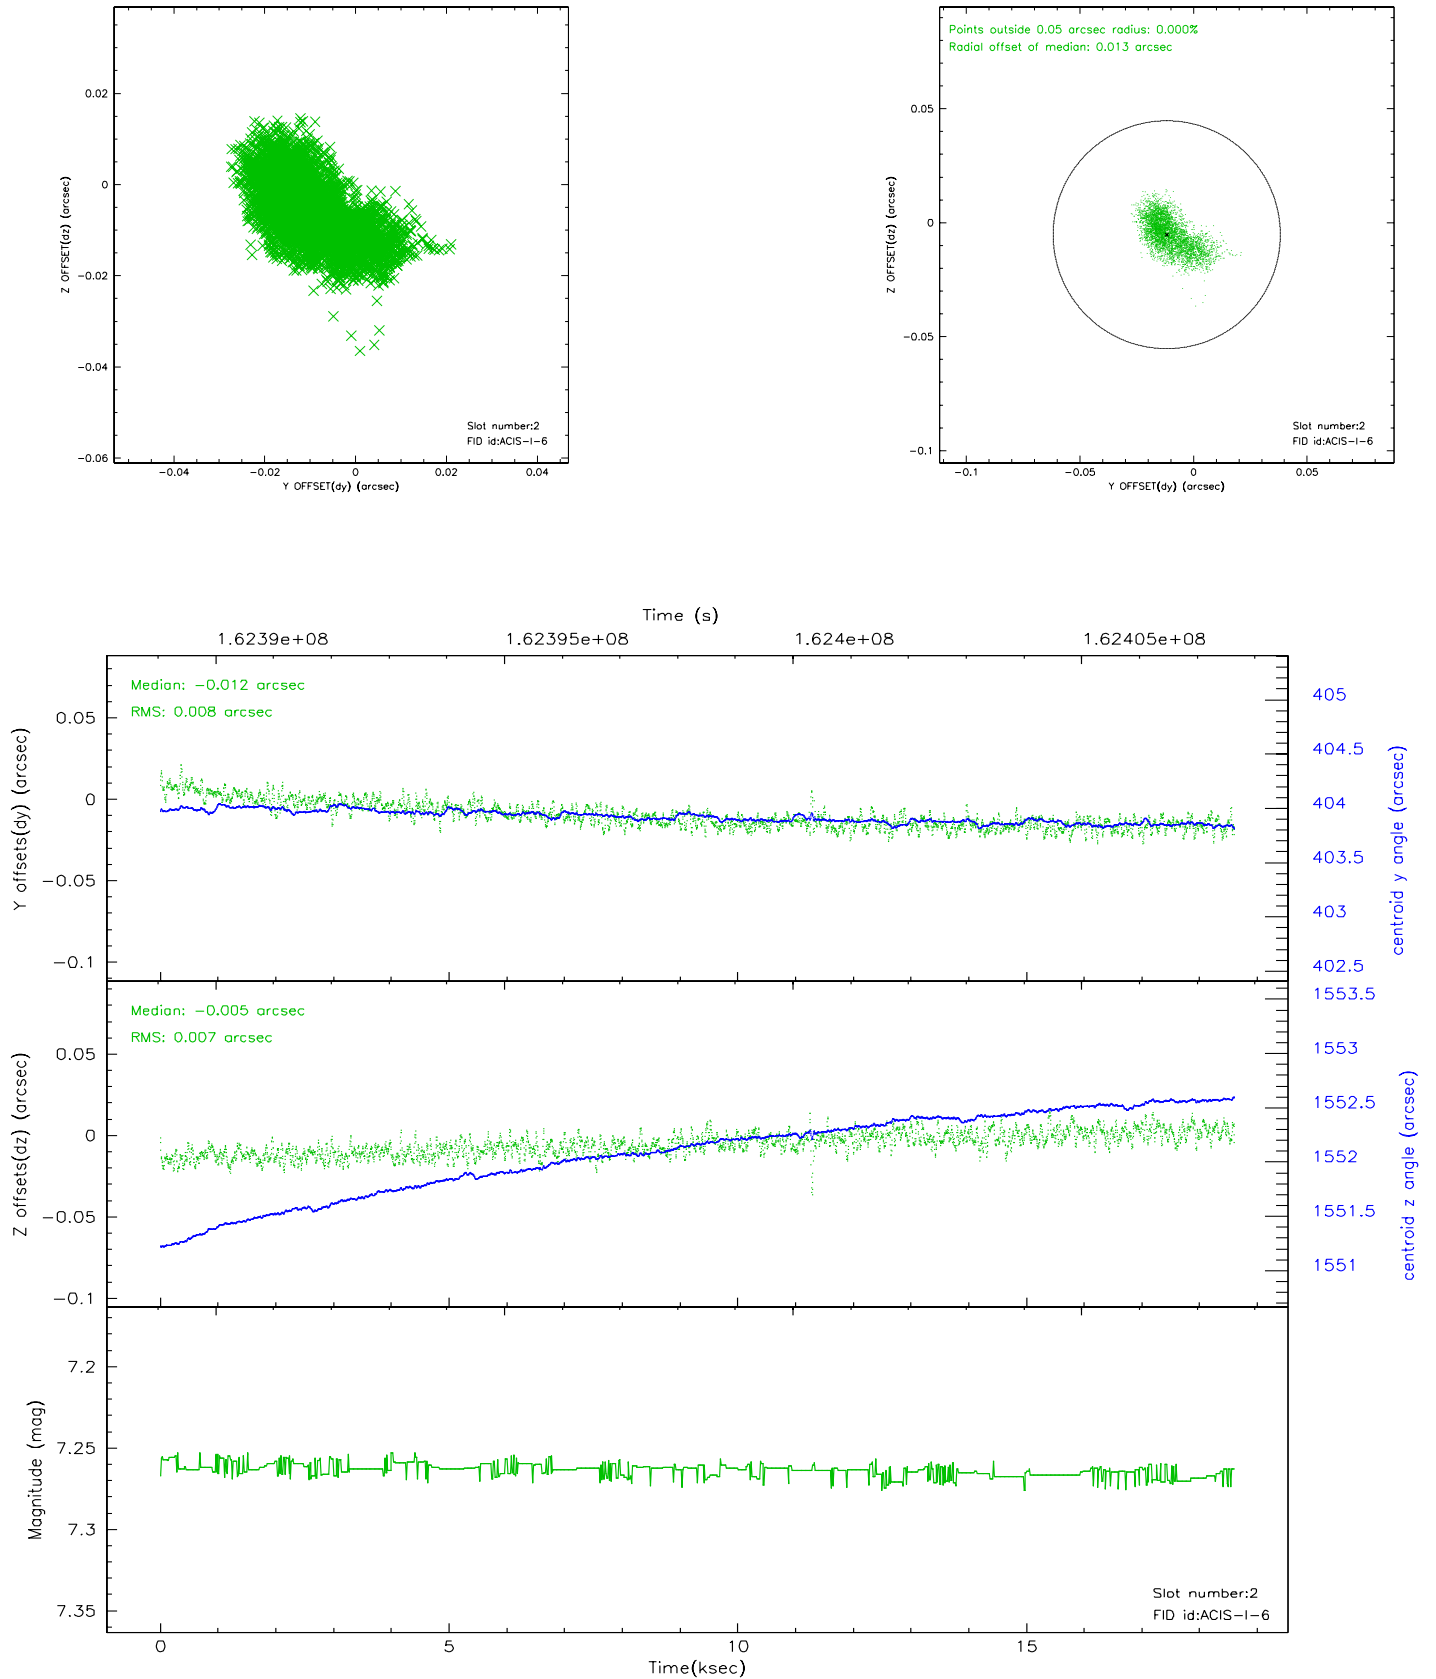 0.02
0
-0.02
-0.04
-0.06
Z OFFSET(dz) (arcsec)
Slot number:2
FID id:ACIS-I-6
-0.04
-0.02
0
0.02
0.04
Y OFFSET(dy) (arcsec)
Points outside 0.05 arcsec radius: 0.000%
Radial offset of median: 0.013 arcsec
0.05
0
-0.05
-0.1
Z OFFSET(dz) (arcsec)
Slot number:2
FID id:ACIS-I-6
-0.1
-0.05
0
0.05
Y OFFSET(dy) (arcsec)
Time (s)
1.6239e+08
1.62395e+08
1.624e+08
1.62405e+08
Median: -0.012 arcsec
RMS: 0.008 arcsec
0.05
0
-0.05
-0.1
Y offsets(dy) (arcsec)
405
404.5
404
403.5
403
402.5
centroid y angle (arcsec)
Median: -0.005 arcsec
RMS: 0.007 arcsec
0.05
0
-0.05
-0.1
Z offsets(dz) (arcsec)
1553.5
1553
1552.5
1552
1551.5
1551
centroid z angle (arcsec)
7.2
7.25
7.3
7.35
Magnitude (mag)
Slot number:2
FID id:ACIS-I-6
0
5
10
15
Time(ksec)